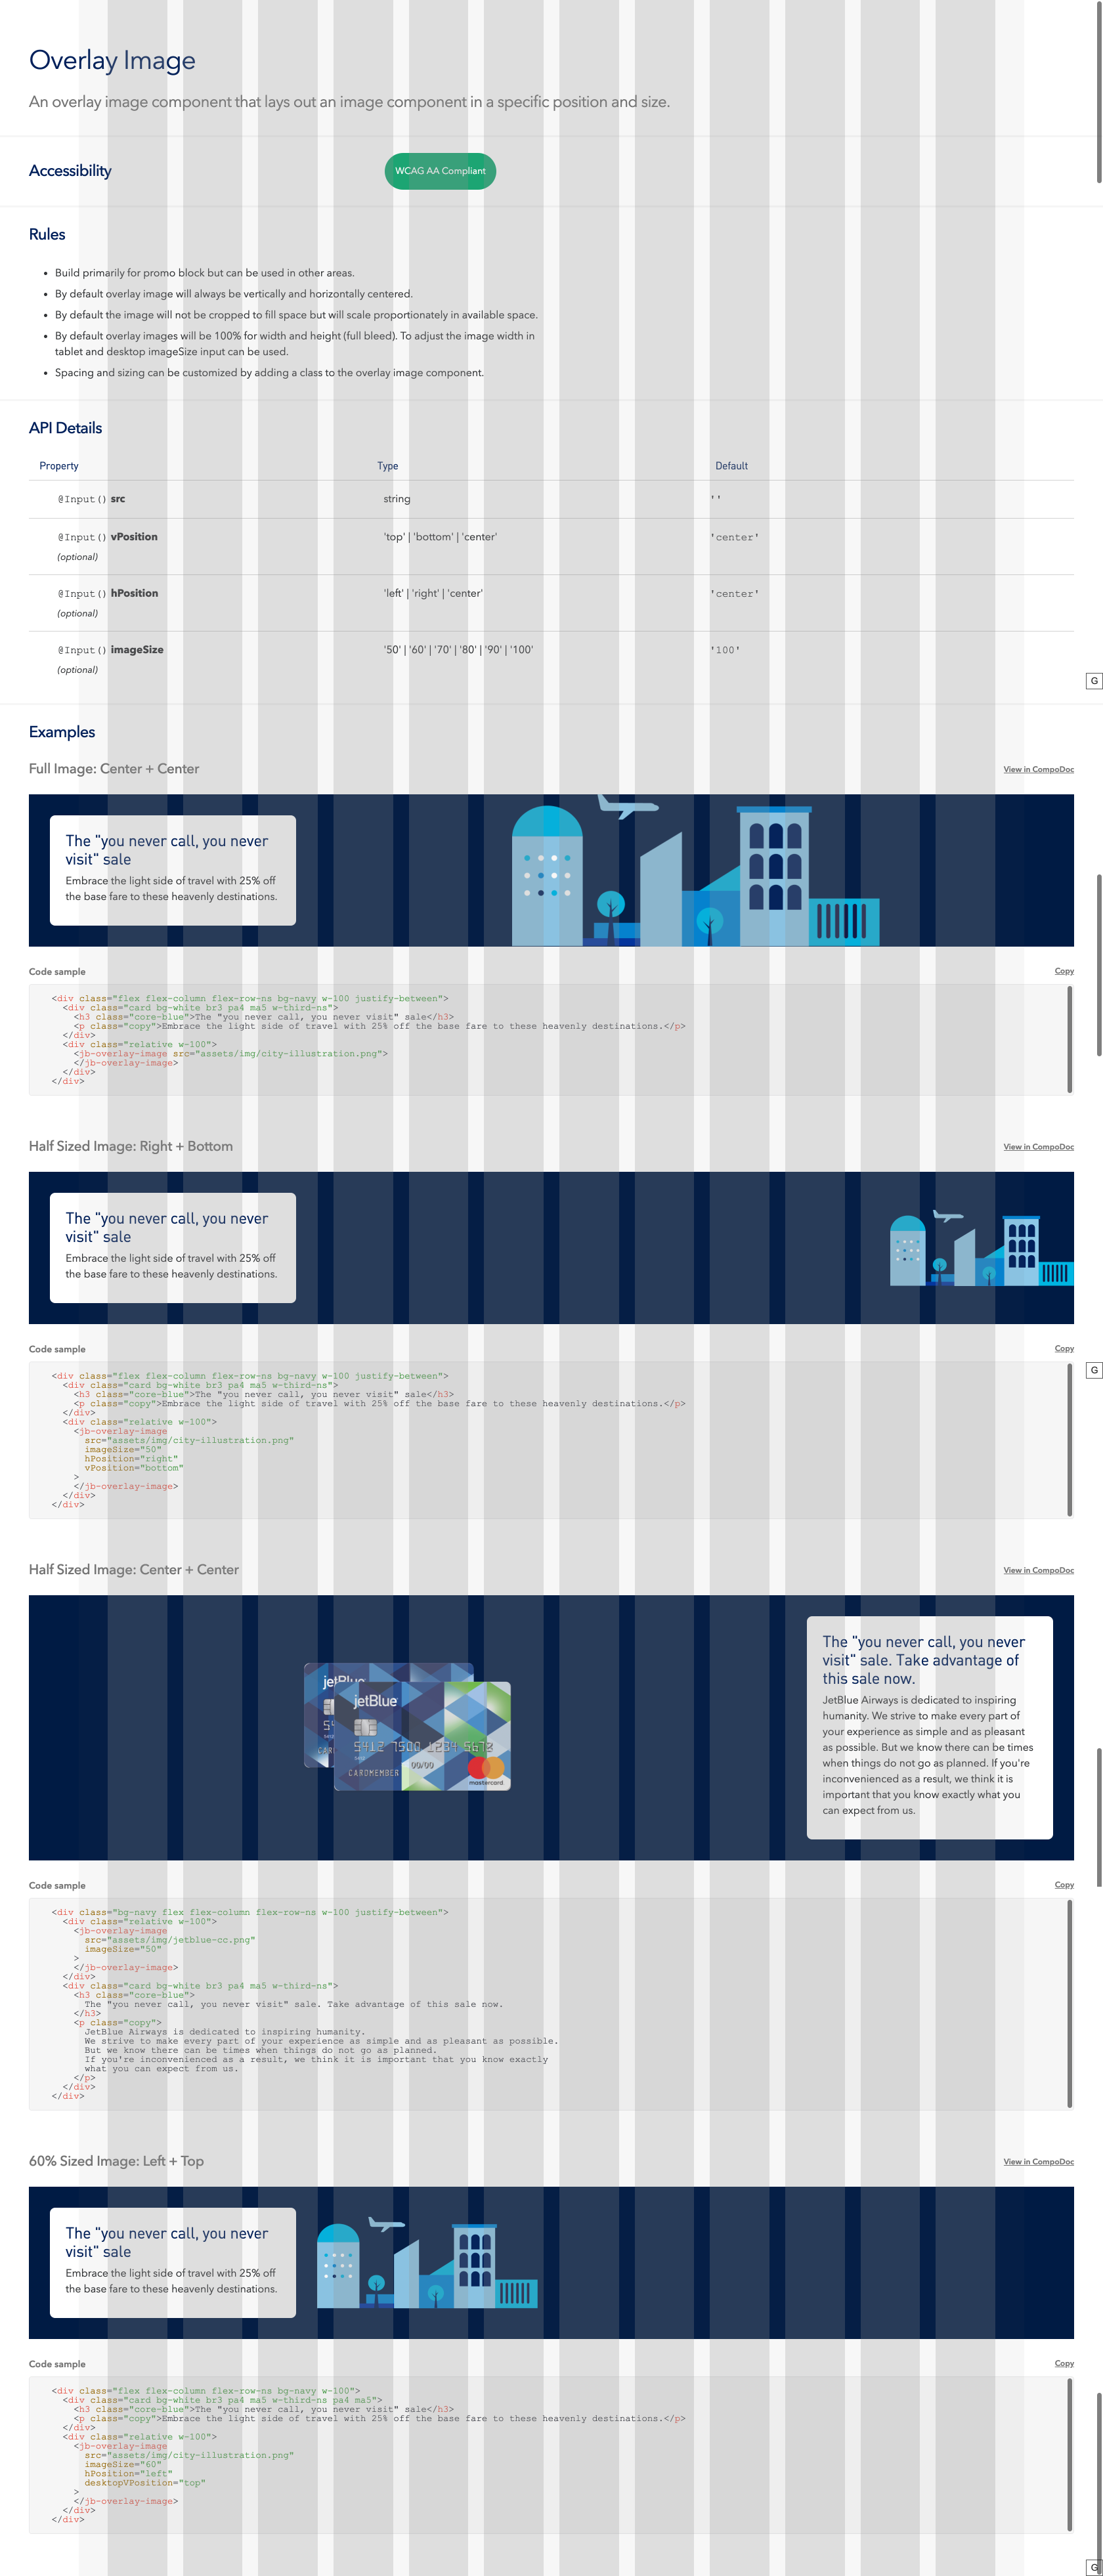 Overlay Image
An overlay image component that lays out an image component in a specific position and size.
Accessibility
WCAG AA Compliant
Rules
• Build primarily for promo block but can be used in other areas.
• By default overlay image will always be vertically and horizontally centered.
• By default the image will not be cropped to fill space but will scale proportionately in available space.
• By default overlay images will be 100% for width and height (full bleed). To adjust the image width in
tablet and desktop imageSize input can be used.
• Spacing and sizing can be customized by adding a class to the overlay image component.
API Details
Property Type Default
@Input() src string ''
@Input() vPosition 'top' | 'bottom' | 'center' 'center'
(optional)
@Input() hPosition 'left' | 'right' | 'center' 'center'
(optional)
@Input() imageSize '50' | '60' | '70' | '80' | '90' | '100' '100'
(optional)
G
Examples
Full Image: Center + Center View in CompoDoc
The "you never call, you never
visit" sale
Embrace the light side of travel with 25% off
the base fare to these heavenly destinations.
Code sample Copy
<div class="flex flex-column flex-row-ns bg-navy w-100 justify-between">
<div class="card bg-white br3 pa4 ma5 w-third-ns">
<h3 class="core-blue">The "you never call, you never visit" sale</h3>
<p class="copy">Embrace the light side of travel with 25% off the base fare to these heavenly destinations.</p>
</div>
<div class="relative w-100">
<jb-overlay-image src="assets/img/city-illustration.png">
</jb-overlay-image>
</div>
</div>
Half Sized Image: Right + Bottom View in CompoDoc
The "you never call, you never
visit" sale
Embrace the light side of travel with 25% off
the base fare to these heavenly destinations.
Code sample Copy
G
<div class="flex flex-column flex-row-ns bg-navy w-100 justify-between">
<div class="card bg-white br3 pa4 ma5 w-third-ns">
<h3 class="core-blue">The "you never call, you never visit" sale</h3>
<p class="copy">Embrace the light side of travel with 25% off the base fare to these heavenly destinations.</p>
</div>
<div class="relative w-100">
<jb-overlay-image
src="assets/img/city-illustration.png"
imageSize="50"
hPosition="right"
vPosition="bottom"
>
</jb-overlay-image>
</div>
</div>
Half Sized Image: Center + Center View in CompoDoc
jetBlue
jetBlue
5412 7500 1234 5678
00/00
CARDMEMBER
mastercard
The "you never call, you never
visit" sale. Take advantage of
this sale now.
JetBlue Airways is dedicated to inspiring
humanity. We strive to make every part of
your experience as simple and as pleasant
as possible. But we know there can be times
when things do not go as planned. If you're
inconvenienced as a result, we think it is
important that you know exactly what you
can expect from us.
Code sample Copy
<div class="bg-navy flex flex-column flex-row-ns w-100 justify-between">
<div class="relative w-100">
<jb-overlay-image
src="assets/img/jetblue-cc.png"
imageSize="50"
>
</jb-overlay-image>
</div>
<div class="card bg-white br3 pa4 ma5 w-third-ns">
<h3 class="core-blue">
The "you never call, you never visit" sale. Take advantage of this sale now.
</h3>
<p class="copy">
JetBlue Airways is dedicated to inspiring humanity.
We strive to make every part of your experience as simple and as pleasant as possible.
But we know there can be times when things do not go as planned.
If you're inconvenienced as a result, we think it is important that you know exactly
what you can expect from us.
</p>
</div>
</div>
60% Sized Image: Left + Top View in CompoDoc
The "you never call, you never
visit" sale
Embrace the light side of travel with 25% off
the base fare to these heavenly destinations.
Code sample Copy
<div class="flex flex-column flex-row-ns bg-navy w-100">
<div class="card bg-white br3 pa4 ma5 w-third-ns pa4 ma5">
<h3 class="core-blue">The "you never call, you never visit" sale</h3>
<p class="copy">Embrace the light side of travel with 25% off the base fare to these heavenly destinations.</p>
</div>
<div class="relative w-100">
<jb-overlay-image
src="assets/img/city-illustration.png"
imageSize="60"
hPosition="left"
desktopVPosition="top"
>
</jb-overlay-image>
</div>
</div>
G